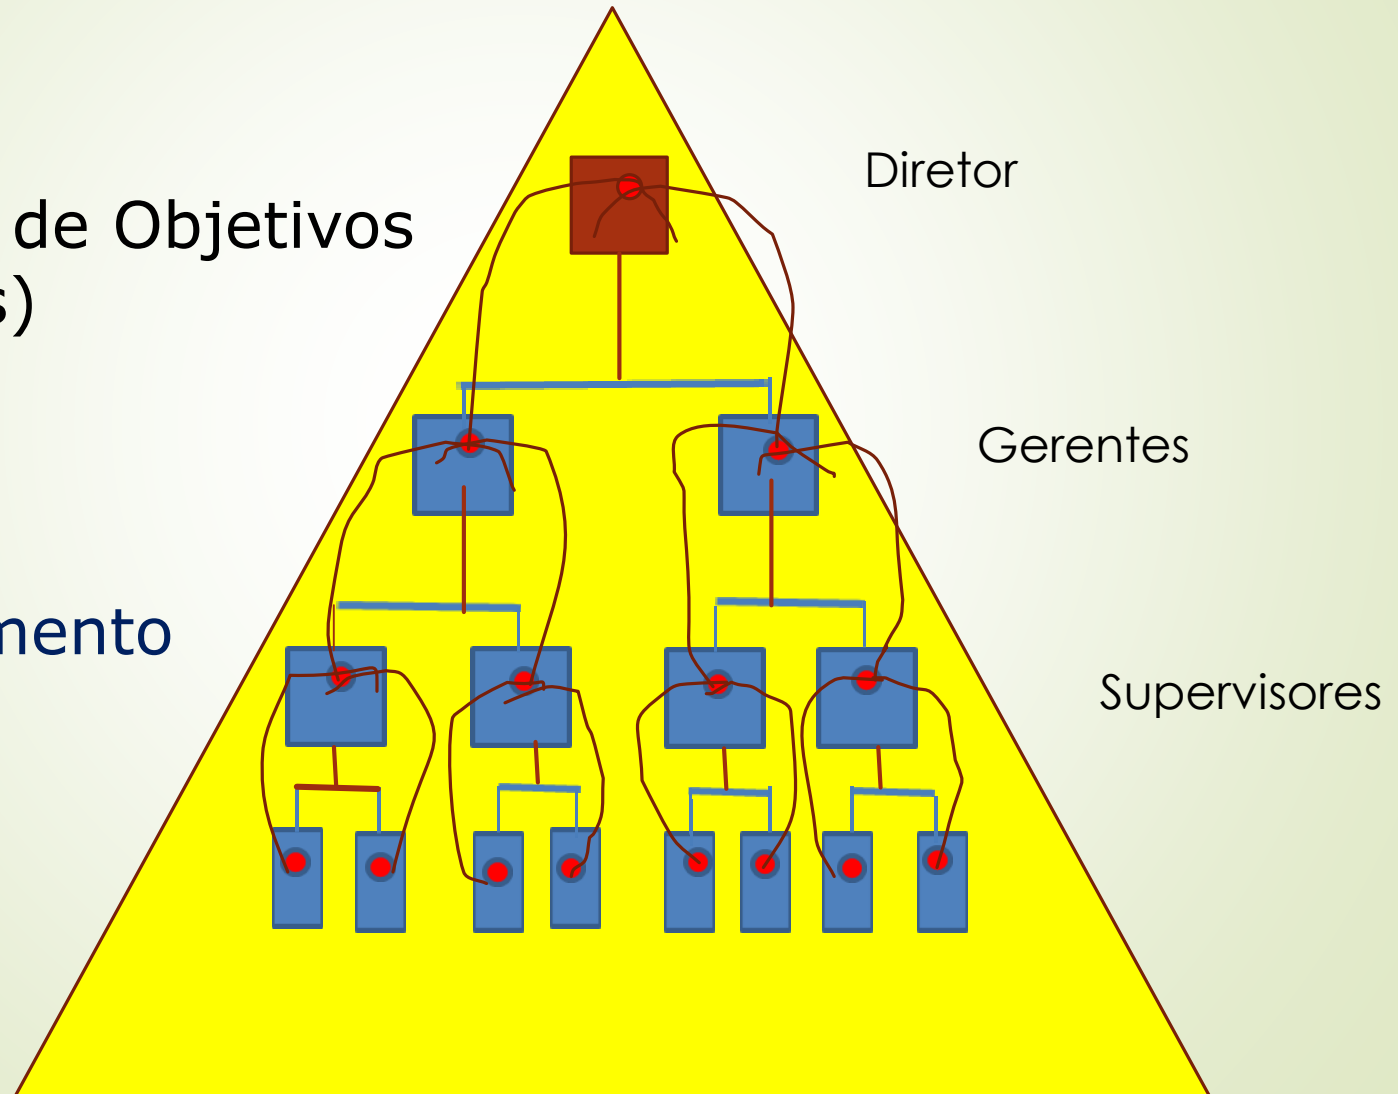 Diretor
de Objetivos
s)
Gerentes
mento
Supervisores